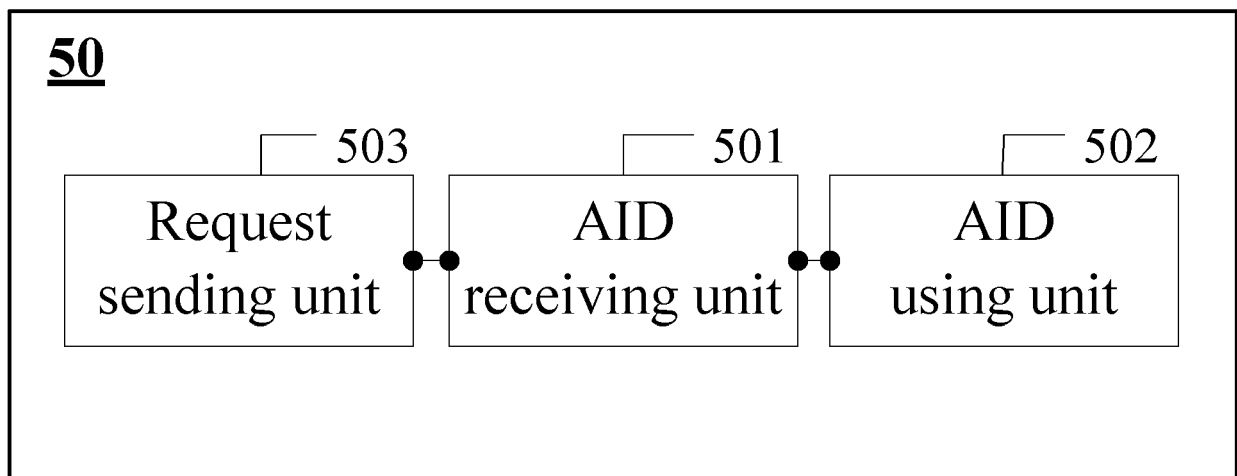 50
503
501
502
Request
sending unit
AID
receiving unit
AID
using unit